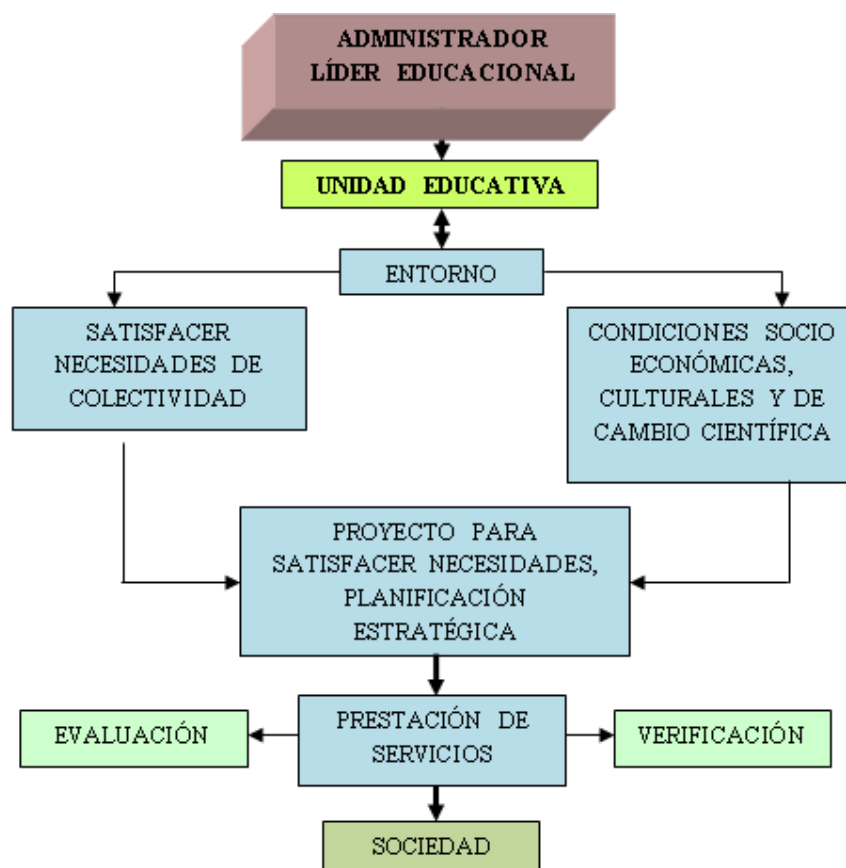 ADMINISTRADOR
LÍDER EDUCACIONAL
UNIDAD EDUCATIVA
ENTORNO
SATISFACER
NECESIDADES DE
COLECTIVIDAD
CONDICIONES SOCIO
ECONÓMICAS,
CULTURALES Y DE
CAMBIO CIENTÍFICA
PROYECTO PARA
SATISFACER NECESIDADES,
PLANIFICACIÓN
ESTRATÉGICA
EVALUACIÓN
PRESTACIÓN DE
SERVICIOS
VERIFICACIÓN
SOCIEDAD